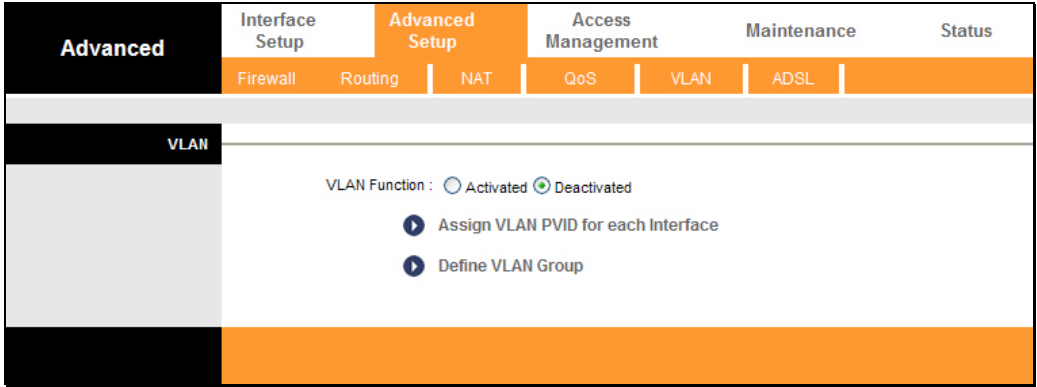 Advanced
Interface Setup
Advanced Setup
Access Management
Maintenance
Status
Firewall
Routing
NAT
QoS
VLAN
ADSL
VLAN
VLAN Function : Activated Deactivated
Assign VLAN PVID for each Interface
Define VLAN Group